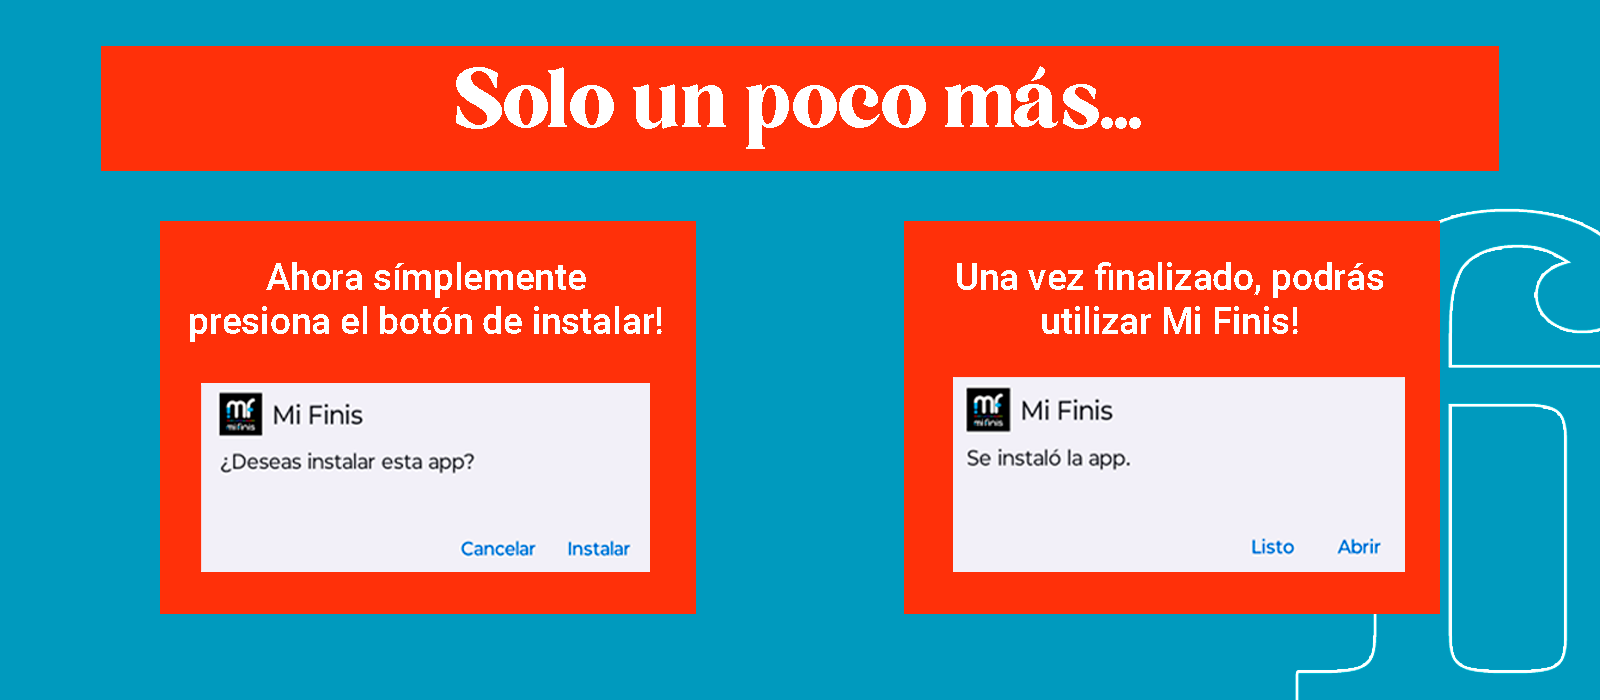 Solo un poco más...
Ahora símplemente
presiona el botón de instalar!
mf
mi finis
Mi Finis
¿Deseas instalar esta app?
Cancelar Instalar
Una vez finalizado, podrás
utilizar Mi Finis!
mf
mi finis
Mi Finis
Se instaló la app.
Listo Abrir
fi